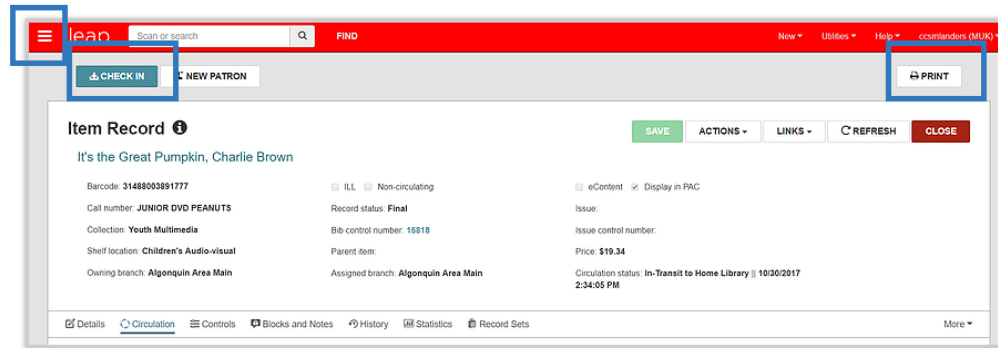 leap Scan or search FIND New Utilities Help ccsmlanders (MUK)
CHECK IN NEW PATRON PRINT
Item Record SAVE ACTIONS LINKS REFRESH CLOSE
It's the Great Pumpkin, Charlie Brown
Barcode: 31488003891777 ILL Non-circulating eContent Display in PAC
Call number: JUNIOR DVD PEANUTS Record status: Final Issue:
Collection: Youth Multimedia Bib control number: 15818 Issue control number:
Shelf location: Children's Audio-visual Parent item: Price: $19.34
Owning branch: Algonquin Area Main Assigned branch: Algonquin Area Main Circulation status: In-Transit to Home Library || 10/30/2017
2:34:05 PM
Details Circulation Controls Blocks and Notes History Statistics Record Sets More